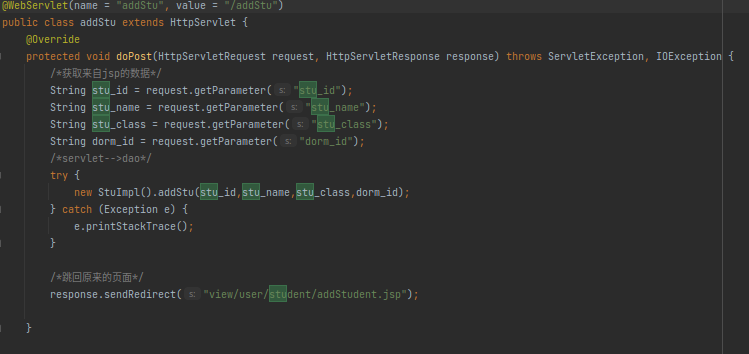 @WebServlet(name = "addStu", value = "/addStu")
public class addStu extends HttpServlet {
@Override
protected void doPost(HttpServletRequest request, HttpServletResponse response) throws ServletException, IOException {
/*获取来自jsp的数据*/
String stu_id = request.getParameter( s: "stu_id");
String stu_name = request.getParameter( s: "stu_name");
String stu_class = request.getParameter( s: "stu_class");
String dorm_id = request.getParameter( s: "dorm_id");
/*servlet-->dao*/
try {
new StuImpl().addStu(stu_id,stu_name,stu_class,dorm_id);
} catch (Exception e) {
e.printStackTrace();
}
/*跳回原来的页面*/
response.sendRedirect( s: "view/user/student/addStudent.jsp");
}